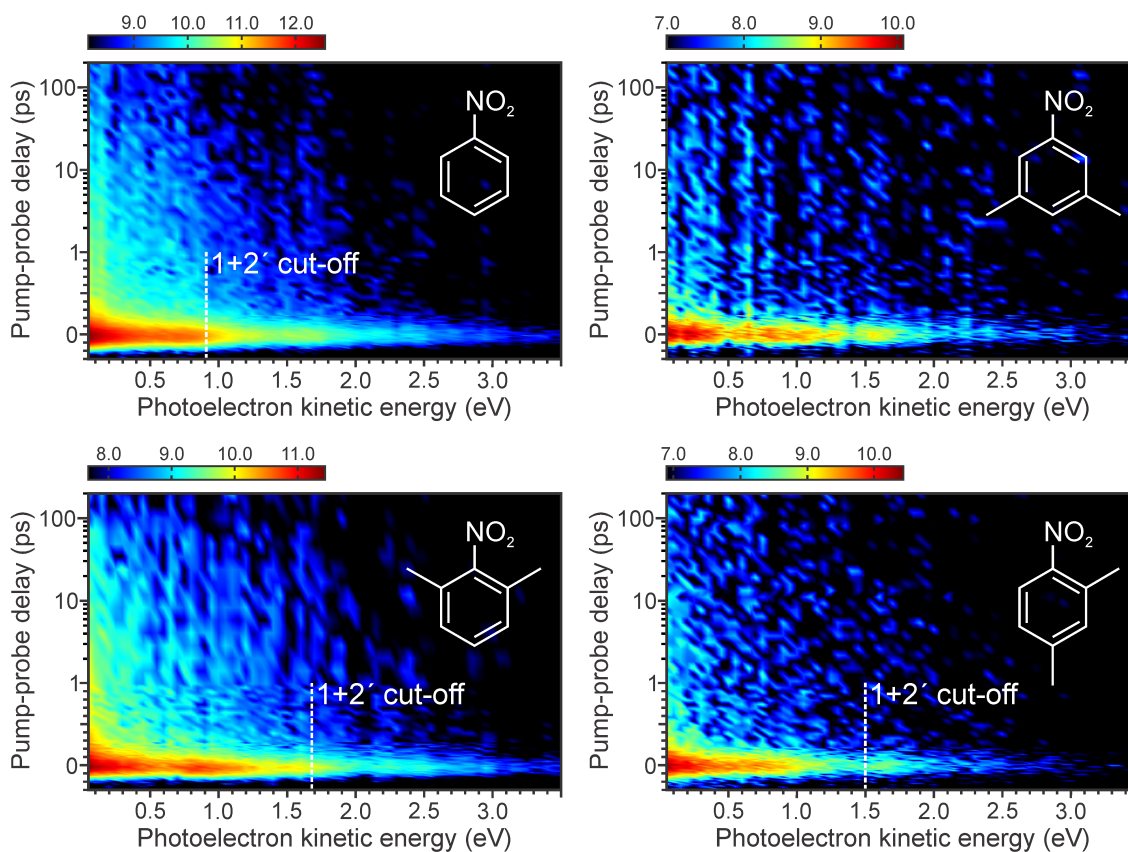 9.0 10.0 11.0 12.0
Pump-probe delay (ps)
100
10
1
0
NO₂
1+2´ cut-off
0.5 1.0 1.5 2.0 2.5 3.0
Photoelectron kinetic energy (eV)
7.0 8.0 9.0 10.0
Pump-probe delay (ps)
100
10
1
0
NO₂
0.5 1.0 1.5 2.0 2.5 3.0
Photoelectron kinetic energy (eV)
8.0 9.0 10.0 11.0
Pump-probe delay (ps)
100
10
1
0
NO₂
1+2´ cut-off
0.5 1.0 1.5 2.0 2.5 3.0
Photoelectron kinetic energy (eV)
7.0 8.0 9.0 10.0
Pump-probe delay (ps)
100
10
1
0
NO₂
1+2´ cut-off
0.5 1.0 1.5 2.0 2.5 3.0
Photoelectron kinetic energy (eV)